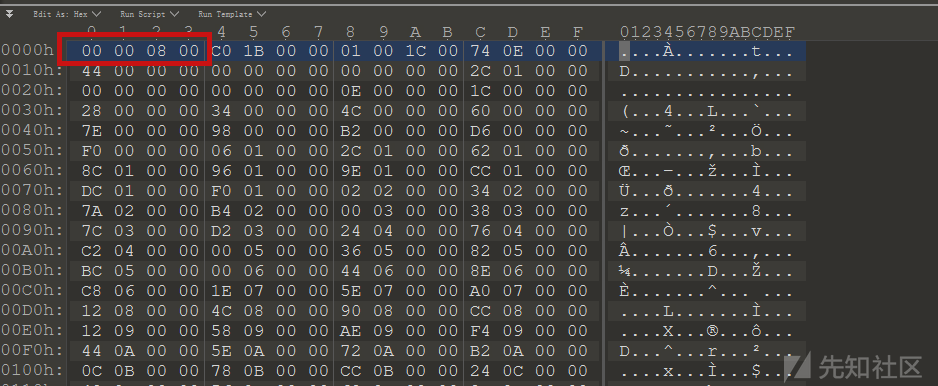 Edit As: Hex Run Script Run Template
0 1 2 3 4 5 6 7 8 9 A B C D E F 0123456789ABCDEF
0000h: 00 00 08 00 C0 1B 00 00 01 00 1C 00 74 0E 00 00 ....À.......t...
0010h: 44 00 00 00 00 00 00 00 00 00 00 00 2C 01 00 00 D...........,...
0020h: 00 00 00 00 00 00 00 00 0E 00 00 00 1C 00 00 00 ................
0030h: 28 00 00 00 34 00 00 00 4C 00 00 00 60 00 00 00 (...4...L...`...
0040h: 7E 00 00 00 98 00 00 00 B2 00 00 00 D6 00 00 00 ~...˜...²...Ö...
0050h: F0 00 00 00 06 01 00 00 2C 01 00 00 62 01 00 00 ð.......,...b...
0060h: 8C 01 00 00 96 01 00 00 9E 01 00 00 CC 01 00 00 Œ...–...ž...Ì...
0070h: DC 01 00 00 F0 01 00 00 02 02 00 00 34 02 00 00 Ü...ð.......4...
0080h: 7A 02 00 00 B4 02 00 00 00 03 00 00 38 03 00 00 z...´.......8...
0090h: 7C 03 00 00 D2 03 00 00 24 04 00 00 76 04 00 00 |...Ò...$...v...
00A0h: C2 04 00 00 00 05 00 00 36 05 00 00 82 05 00 00 Â.......6...‚...
00B0h: BC 05 00 00 00 06 00 00 44 06 00 00 8E 06 00 00 ¼.......D...Ž...
00C0h: C8 06 00 00 1E 07 00 00 5E 07 00 00 A0 07 00 00 È.......^... ...
00D0h: 12 08 00 00 4C 08 00 00 90 08 00 00 CC 08 00 00 ....L.......Ì...
00E0h: 12 09 00 00 58 09 00 00 AE 09 00 00 F4 09 00 00 ....X...®...ô...
00F0h: 44 0A 00 00 5E 0A 00 00 72 0A 00 00 B2 0A 00 00 D...^...r...²...
0100h: 0C 0B 00 00 78 0B 00 00 CC 0B 00 00 24 0C 00 00 ....x...Ì...$...
先知社区